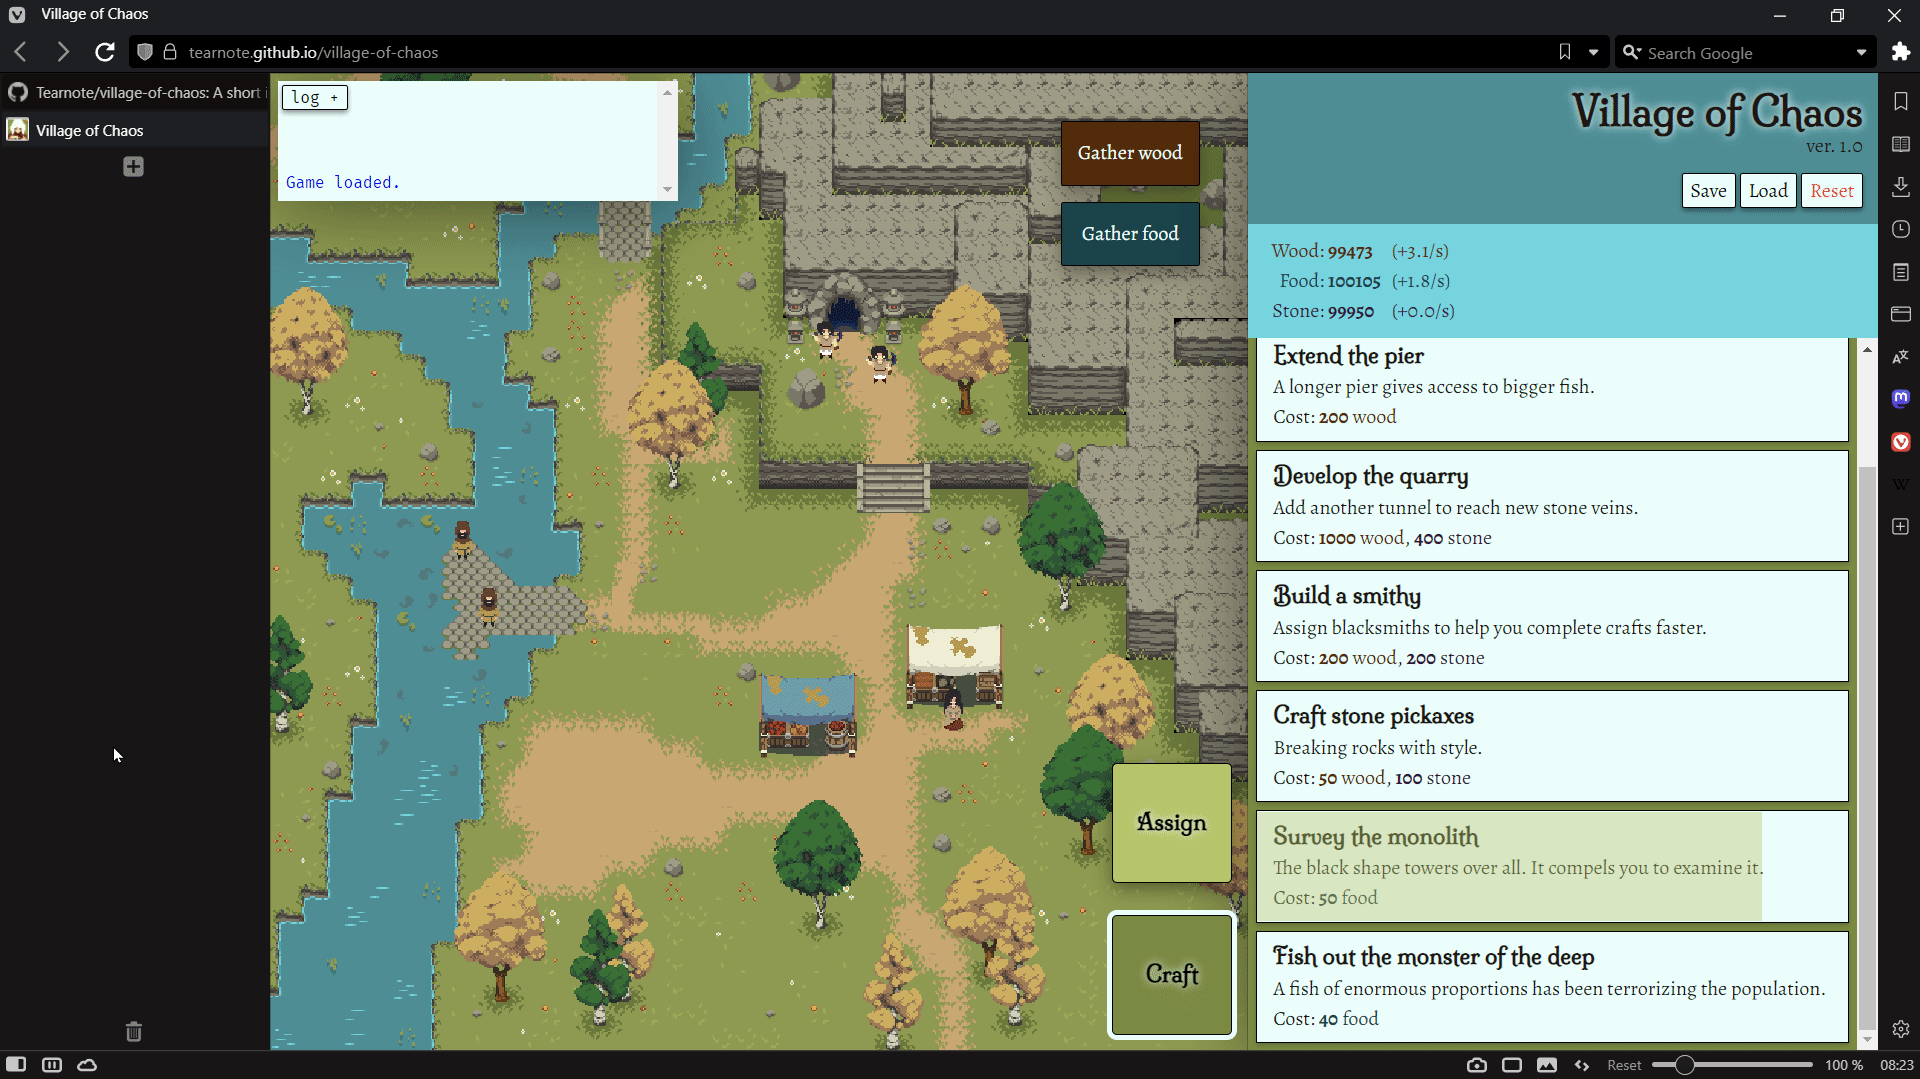 Village of Chaos
tearnote.github.io/village-of-chaos
Search Google
Tearnote/village-of-chaos: A short i
Village of Chaos
log +
Game loaded.
Gather wood
Gather food
Village of Chaos
ver. 1.0
Save Load Reset
Wood: 99473 (+3.1/s)
Food: 100105 (+1.8/s)
Stone: 99950 (+0.0/s)
Extend the pier
A longer pier gives access to bigger fish.
Cost: 200 wood
Develop the quarry
Add another tunnel to reach new stone veins.
Cost: 1000 wood, 400 stone
Build a smithy
Assign blacksmiths to help you complete crafts faster.
Cost: 200 wood, 200 stone
Craft stone pickaxes
Breaking rocks with style.
Cost: 50 wood, 100 stone
Survey the monolith
The black shape towers over all. It compels you to examine it.
Cost: 50 food
Fish out the monster of the deep
A fish of enormous proportions has been terrorizing the population.
Cost: 40 food
Assign
Craft
Reset 100 % 08:23